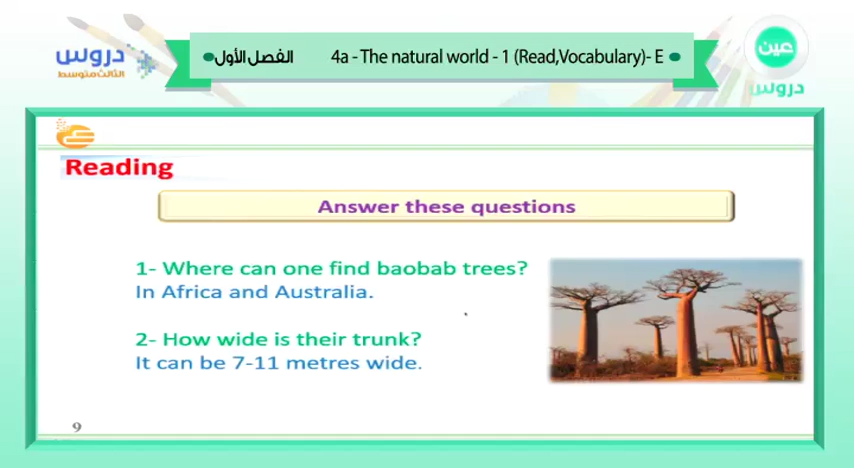 دروس
الثالث متوسط
الفصل الأول
4a - The natural world - 1 (Read,Vocabulary)- E
عين
دروس
Reading
Answer these questions
1- Where can one find baobab trees?
In Africa and Australia.
2- How wide is their trunk?
It can be 7-11 metres wide.
9